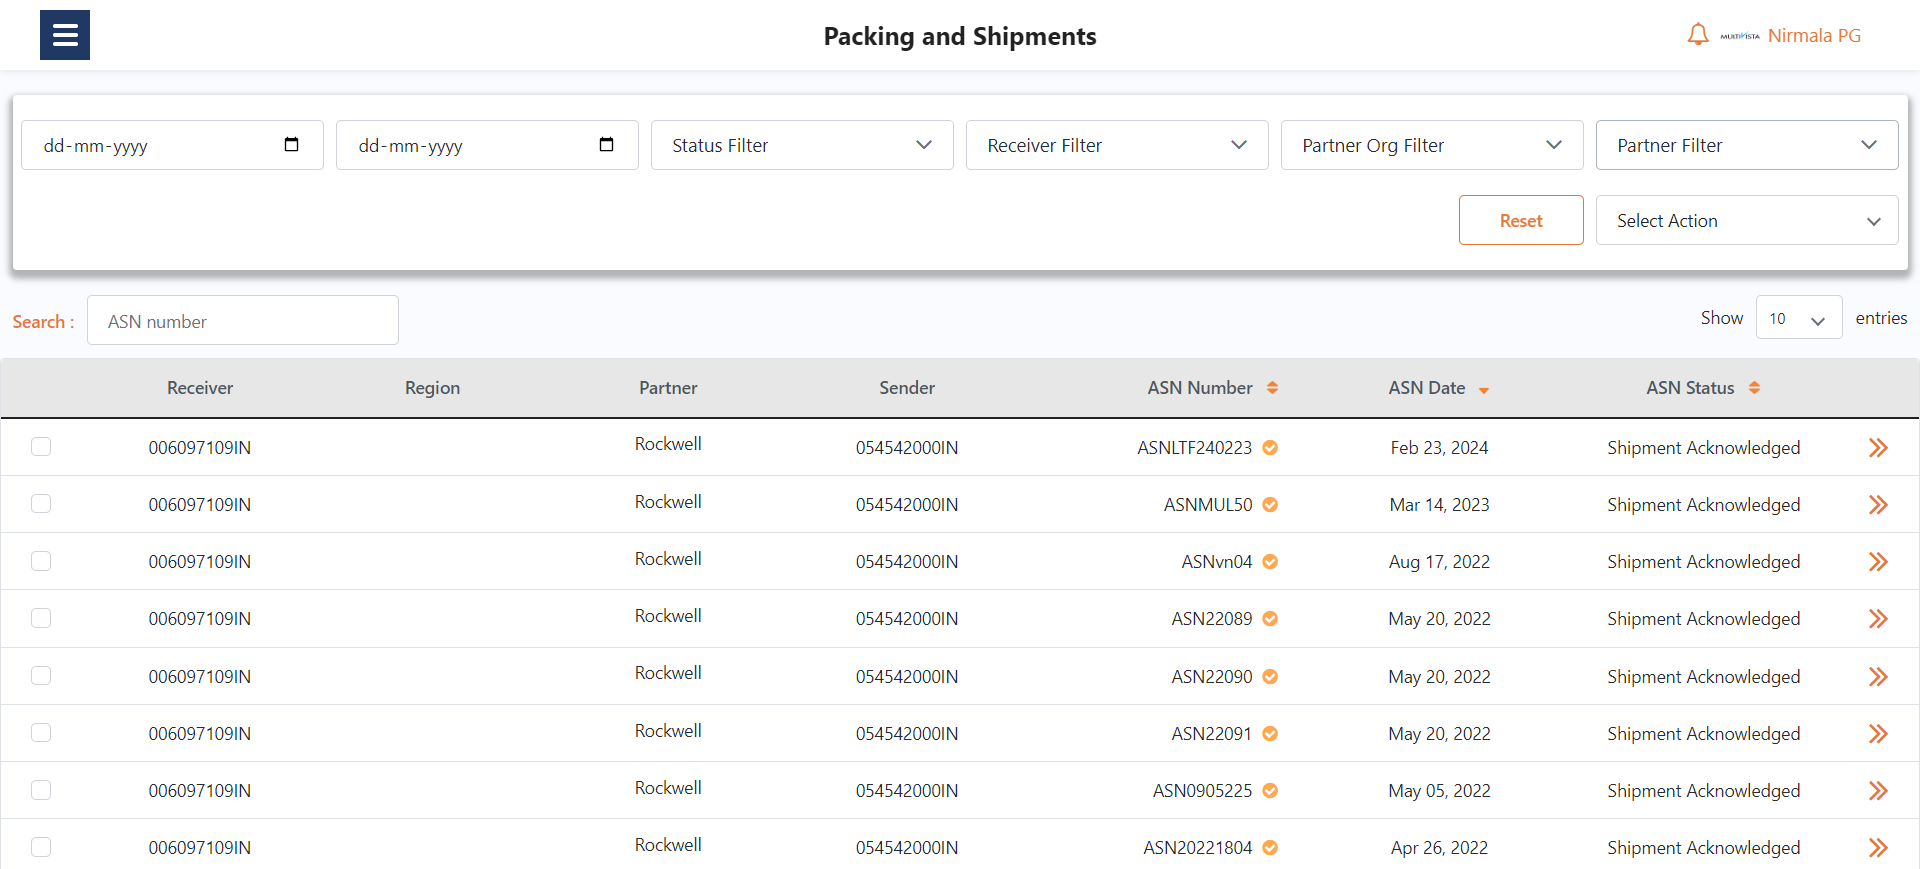 Packing and Shipments
MULTIVISTA Nirmala PG
dd-mm-yyyy dd-mm-yyyy Status Filter Receiver Filter Partner Org Filter Partner Filter
Reset Select Action
Search : ASN number Show 10 entries
Receiver Region Partner Sender ASN Number ASN Date ASN Status
006097109IN Rockwell 054542000IN ASNLTF240223 Feb 23, 2024 Shipment Acknowledged
006097109IN Rockwell 054542000IN ASNMUL50 Mar 14, 2023 Shipment Acknowledged
006097109IN Rockwell 054542000IN ASNvn04 Aug 17, 2022 Shipment Acknowledged
006097109IN Rockwell 054542000IN ASN22089 May 20, 2022 Shipment Acknowledged
006097109IN Rockwell 054542000IN ASN22090 May 20, 2022 Shipment Acknowledged
006097109IN Rockwell 054542000IN ASN22091 May 20, 2022 Shipment Acknowledged
006097109IN Rockwell 054542000IN ASN0905225 May 05, 2022 Shipment Acknowledged
006097109IN Rockwell 054542000IN ASN20221804 Apr 26, 2022 Shipment Acknowledged